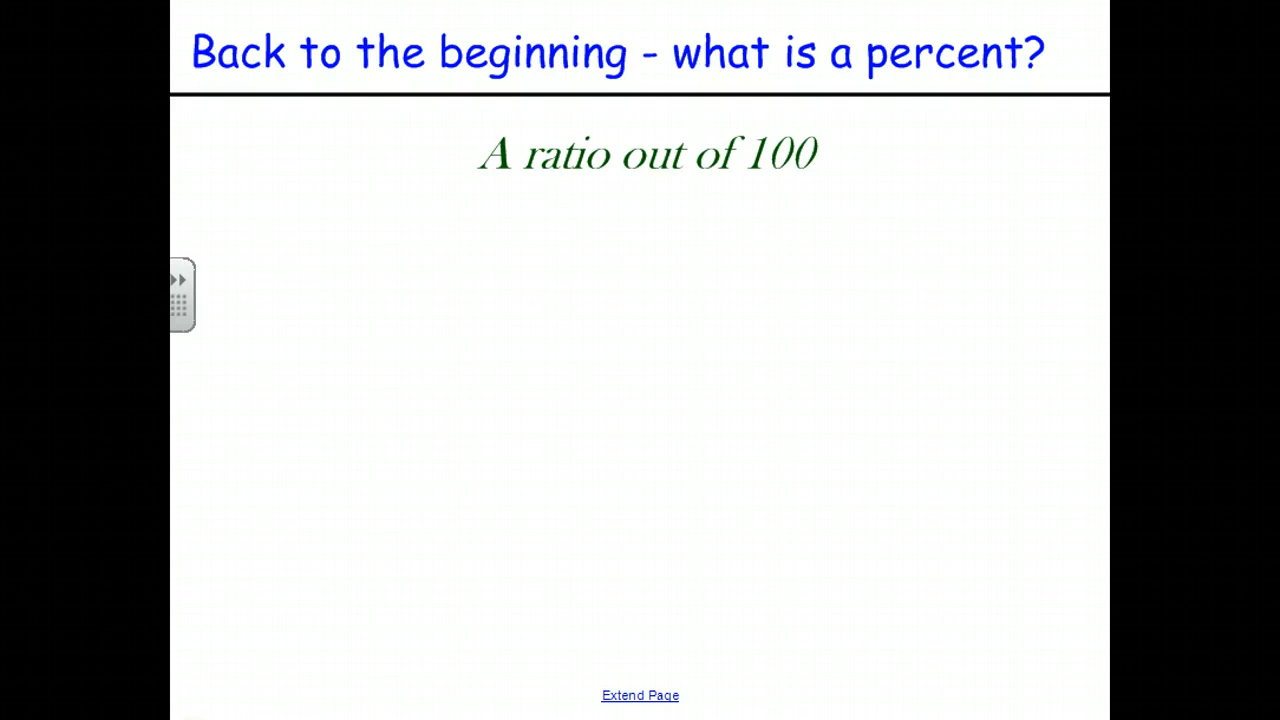 Back to the beginning - what is a percent?
A ratio out of 100
Extend Page